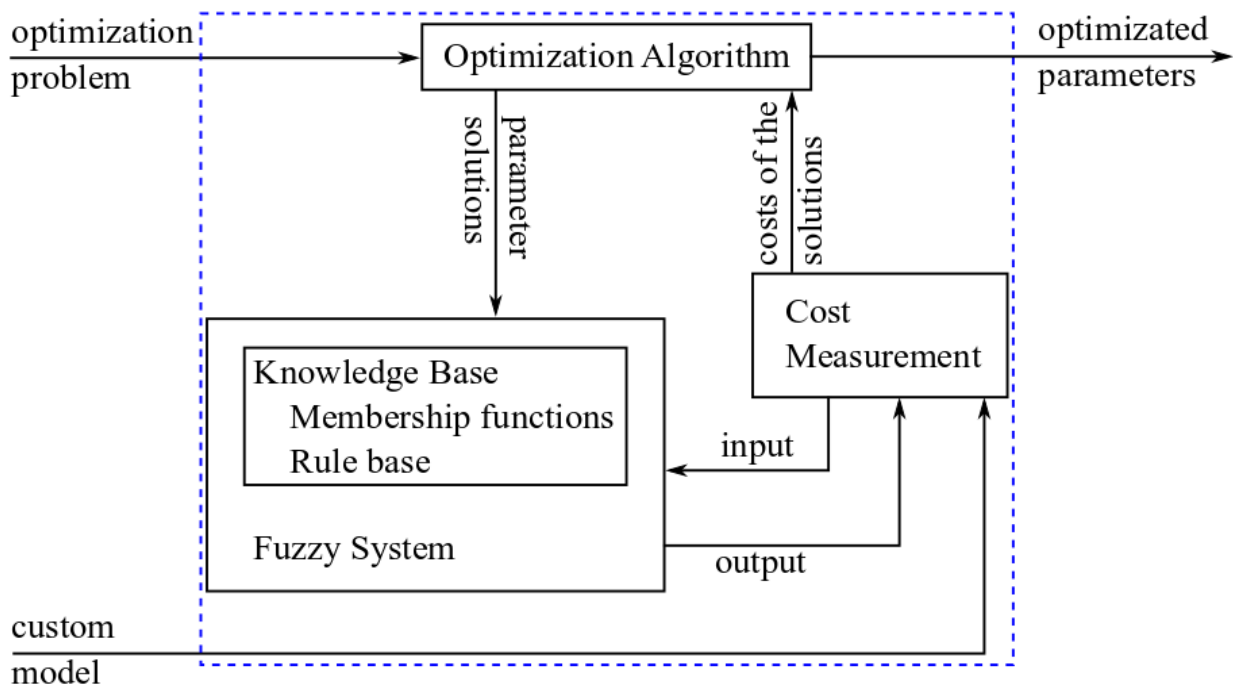 optimization
problem
Optimization Algorithm
optimizated
parameters
parameter
solutions
costs of the
solutions
Cost
Measurement
Knowledge Base
Membership functions
Rule base
input
Fuzzy System
output
custom
model